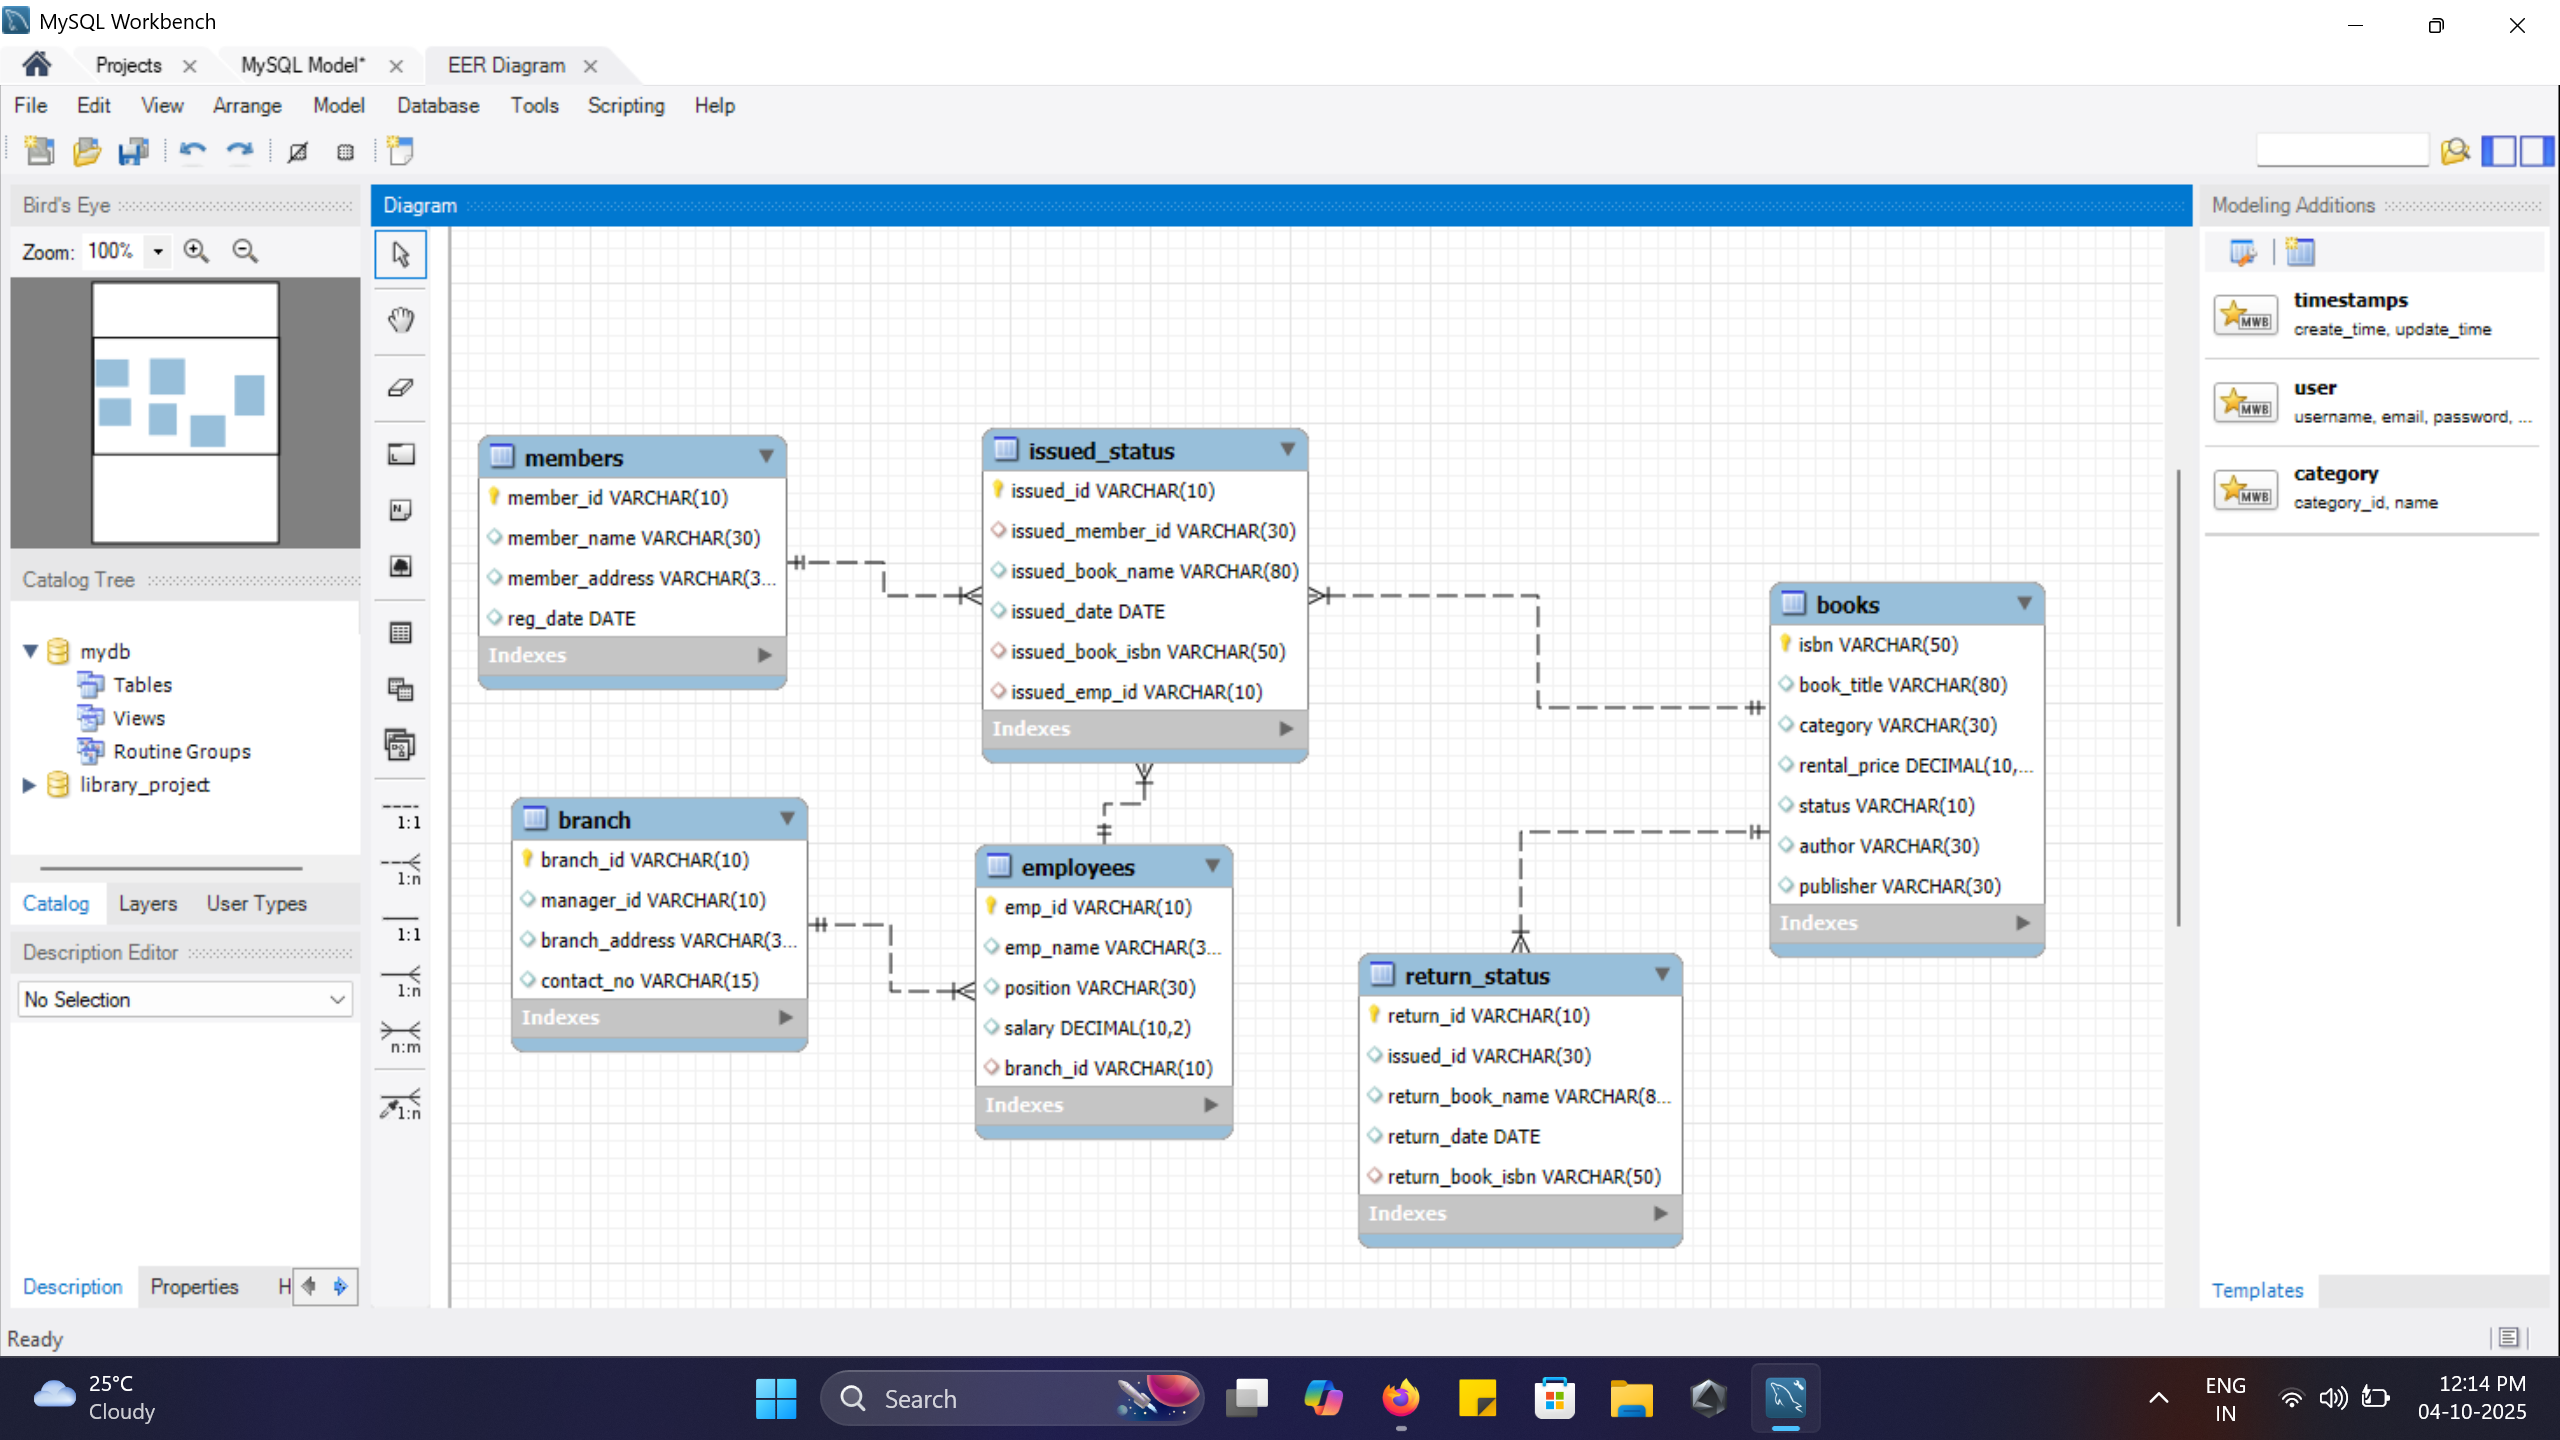 MySQL Workbench
Projects
MySQL Model*
EER Diagram
File Edit View Arrange Model Database Tools Scripting Help
Bird's Eye
Zoom: 100%
Catalog Tree
mydb
Tables
Views
Routine Groups
library_project
Catalog Layers User Types
Description Editor
No Selection
Description Properties H
Ready
Diagram
1:1
1:n
1:1
1:n
n:m
1:n
members
member_id VARCHAR(10)
member_name VARCHAR(30)
member_address VARCHAR(3...
reg_date DATE
Indexes
issued_status
issued_id VARCHAR(10)
issued_member_id VARCHAR(30)
issued_book_name VARCHAR(80)
issued_date DATE
issued_book_isbn VARCHAR(50)
issued_emp_id VARCHAR(10)
Indexes
books
isbn VARCHAR(50)
book_title VARCHAR(80)
category VARCHAR(30)
rental_price DECIMAL(10,...
status VARCHAR(10)
author VARCHAR(30)
publisher VARCHAR(30)
Indexes
branch
branch_id VARCHAR(10)
manager_id VARCHAR(10)
branch_address VARCHAR(3...
contact_no VARCHAR(15)
Indexes
employees
emp_id VARCHAR(10)
emp_name VARCHAR(3...
position VARCHAR(30)
salary DECIMAL(10,2)
branch_id VARCHAR(10)
Indexes
return_status
return_id VARCHAR(10)
issued_id VARCHAR(30)
return_book_name VARCHAR(8...
return_date DATE
return_book_isbn VARCHAR(50)
Indexes
Modeling Additions
MWB
timestamps
create_time, update_time
MWB
user
username, email, password, ...
MWB
category
category_id, name
Templates
25°C
Cloudy
Search
ENG
IN
12:14 PM
04-10-2025